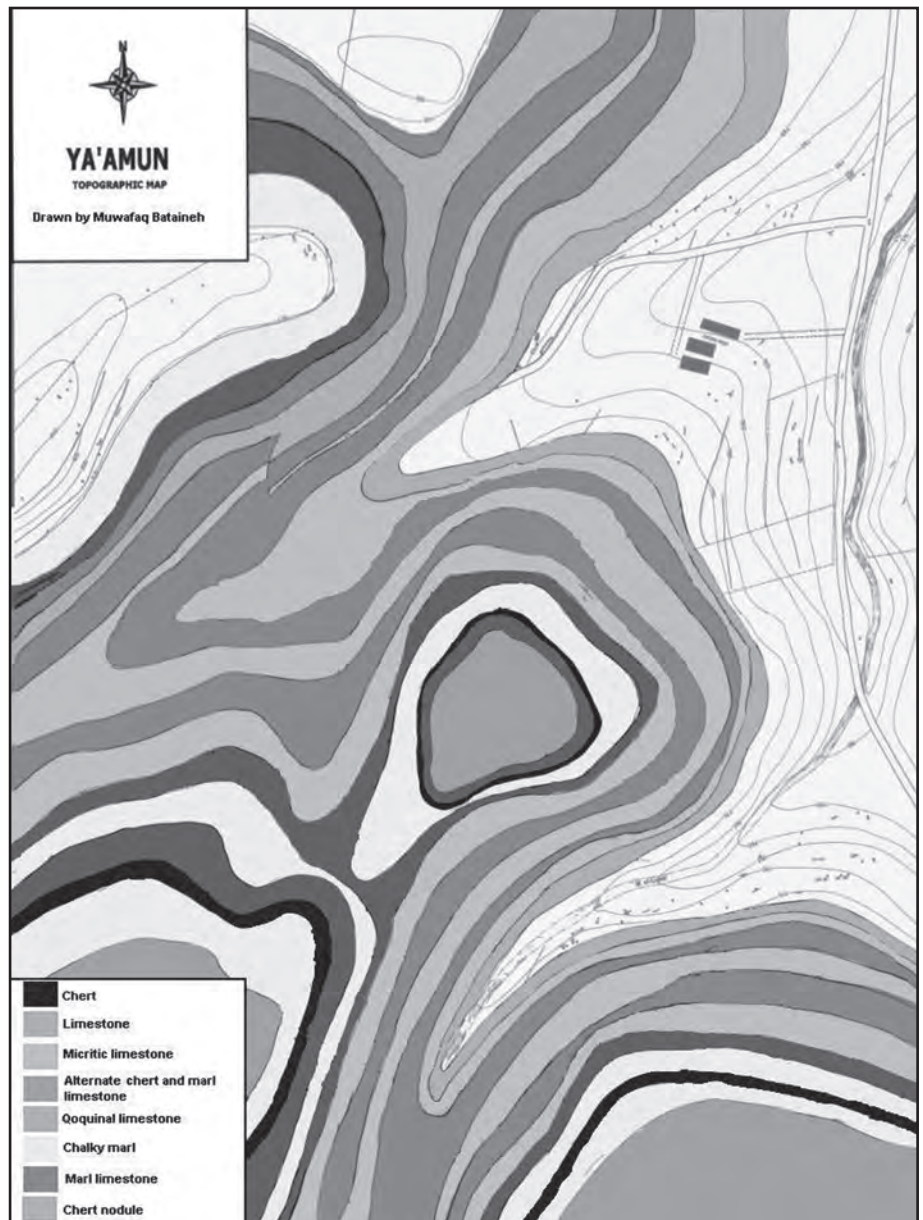 N
YA'AMUN
TOPOGRAPHIC MAP
Drawn by Muwafaq Bataineh
Chert
Limestone
Micritic limestone
Alternate chert and marl
limestone
Qoquinal limestone
Chalky marl
Marl limestone
Chert nodule